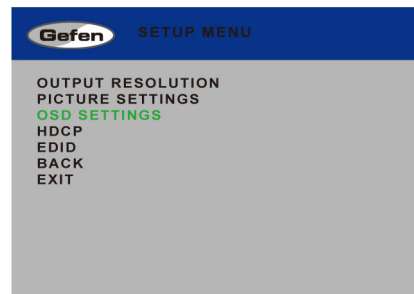 Gefen SETUP MENU
OUTPUT RESOLUTION
PICTURE SETTINGS
OSD SETTINGS
HDCP
EDID
BACK
EXIT